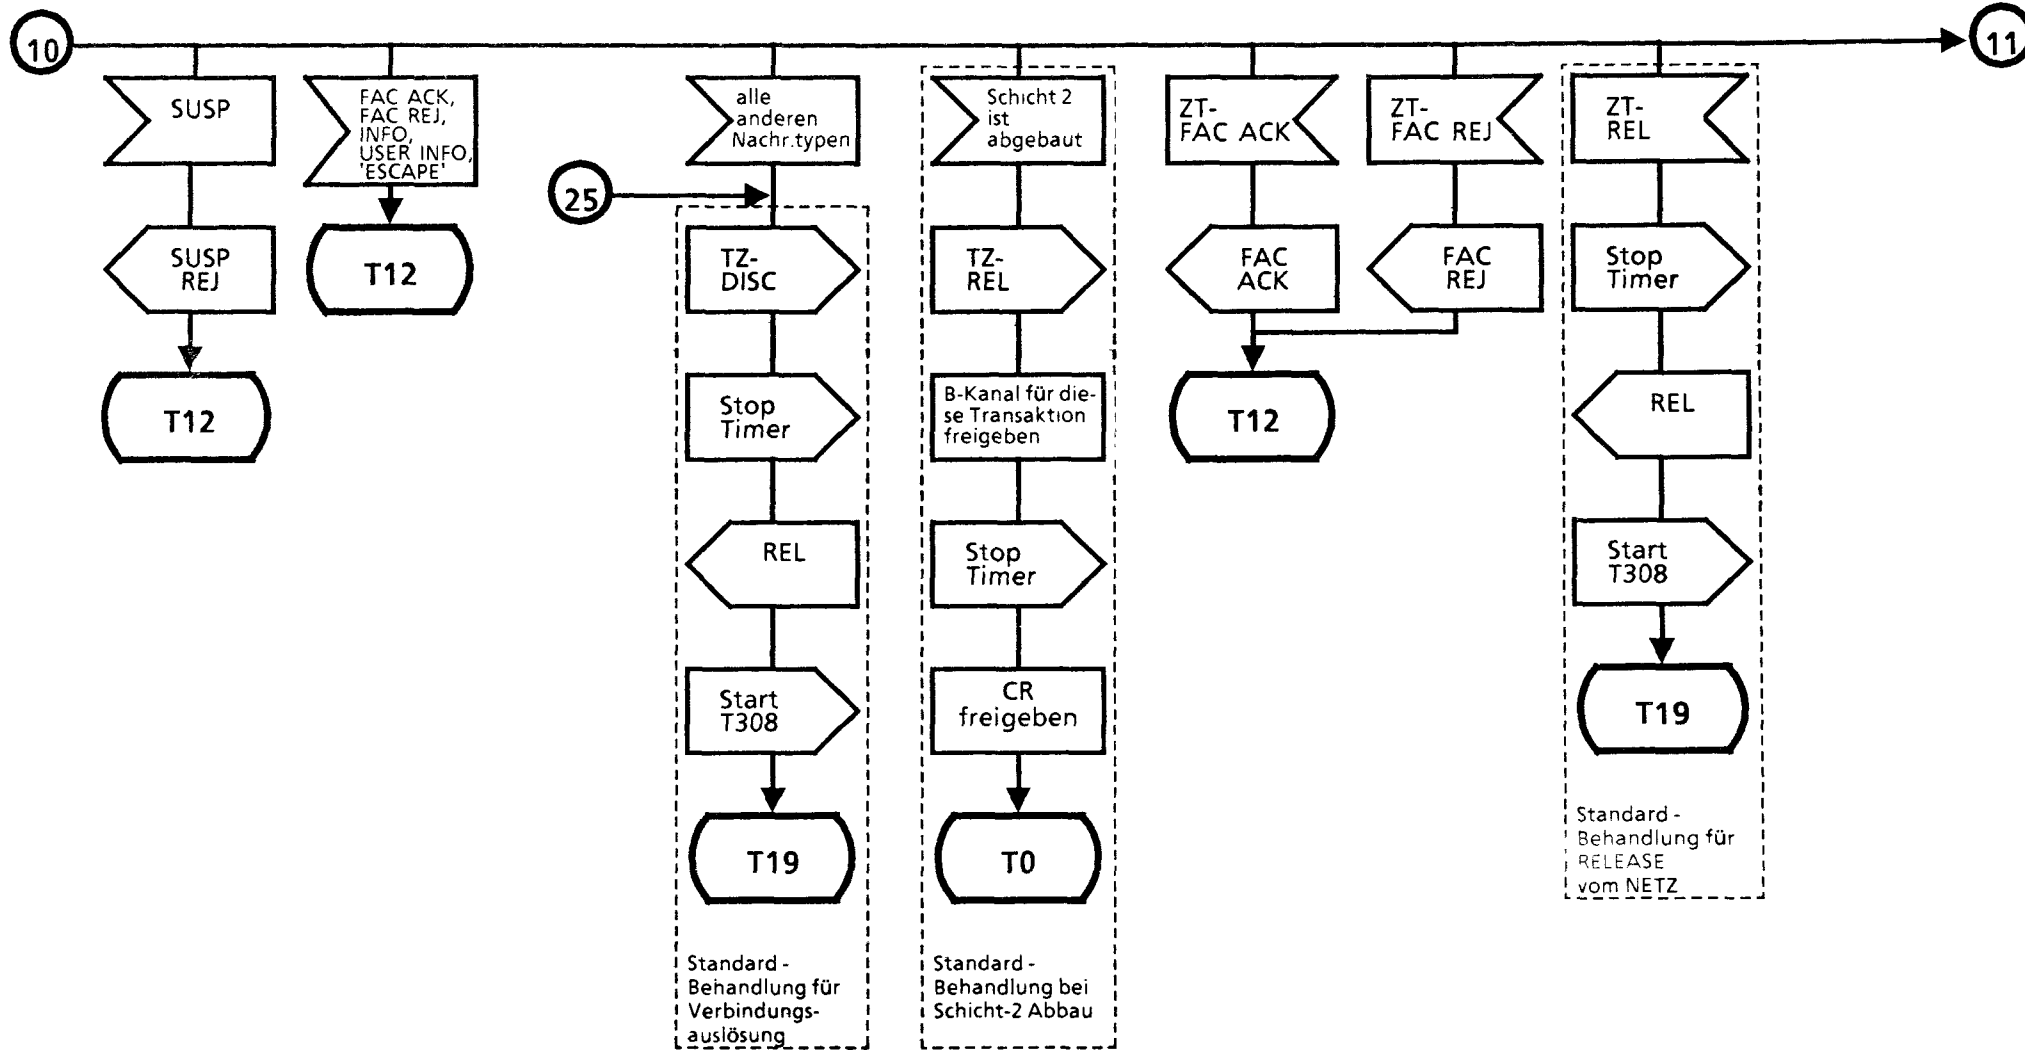 10
11
SUSP
SUSP
REJ
T12
FAC ACK,
FAC REJ,
INFO,
USER INFO,
'ESCAPE'
T12
alle
anderen
Nachr.typen
25
TZ-
DISC
Stop
Timer
REL
Start
T308
T19
Standard -
Behandlung für
Verbindungs-
auslösung
Schicht 2
ist
abgebaut
TZ-
REL
B-Kanal für die-
se Transaktion
freigeben
Stop
Timer
CR
freigeben
T0
Standard -
Behandlung bei
Schicht-2 Abbau
ZT-
FAC ACK
FAC
ACK
T12
ZT-
FAC REJ
FAC
REJ
ZT-
REL
Stop
Timer
REL
Start
T308
T19
Standard -
Behandlung für
RELEASE
vom NETZ